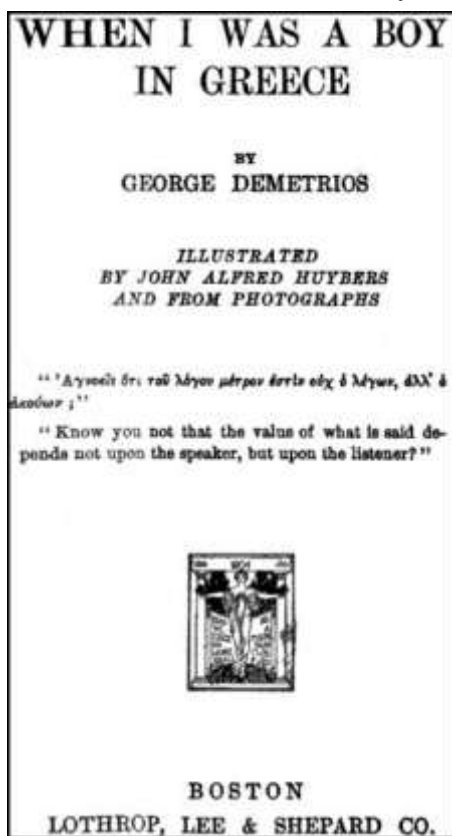 WHEN I WAS A BOY
IN GREECE
BY
GEORGE DEMETRIOS
ILLUSTRATED
BY JOHN ALFRED HUYBERS
AND FROM PHOTOGRAPHS
“ Ἀγνοεῖς ὅτι τοῦ λόγου μέτρον ἐστὶν οὐχ ὁ λέγων, ἀλλ’ ὁ
ἀκούων ; ”
“ Know you not that the value of what is said de-
pends not upon the speaker, but upon the listener? ”
BOSTON
LOTHROP, LEE & SHEPARD CO.